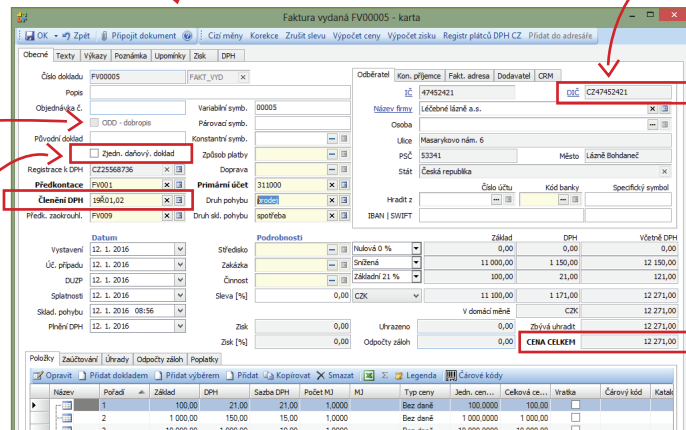 Faktura vydaná FV00005 - karta
OK Zpět Připojit dokument Cizí měny Korekce Zrušit slevu Výpočet ceny Výpočet zisku Registr plátců DPH CZ Přidat do adresáře
Obecné Texty Výkazy Poznámka Upomínky Zisk DPH
Číslo dokladu FV00005 FAKT_VYD Odběratel Kon. příjemce Fakt. adresa Dodavatel CRM
Popis IČ 47452421 DIČ CZ47452421
Objednávka č. Variabilní symb. 00005 Název firmy Léčebné lázně a.s.
ODD - dobropis Párovací symb. Osoba
Původní doklad Konstantní symb. Ulice Masarykovo nám. 6
Zjedn. daňový. doklad Způsob platby PSČ 53341 Město Lázně Bohdaneč
Registrace k DPH CZ25568736 Doprava Stát Česká republika
Předkontace FV001 Primární účet 311000 Číslo účtu Kód banky Specifický symbol
Členění DPH 19Ř01,02 Druh pohybu prodej Hradit z
Předk. zaokrouhl. FV009 Druh skl. pohybu spotřeba IBAN | SWIFT
Datum Podrobnosti Základ DPH Včetně DPH
Vystavení 12. 1. 2016 Středisko Nulová 0 % 0,00 0,00 0,00
Úč. případu 12. 1. 2016 Zakázka Snížená 11 000,00 1 150,00 12 150,00
DUZP 12. 1. 2016 Činnost Základní 21 % 100,00 21,00 121,00
Splatnosti 12. 1. 2016 Sleva [%] 0,00 CZK 11 100,00 1 171,00 12 271,00
Sklad. pohybu 12. 1. 2016 08:56 V domácí měně CZK 12 271,00
Plnění DPH 12. 1. 2016 Zisk 0,00 Uhrazeno 0,00 Zbývá uhradit 12 271,00
Zisk [%] 0,00 Odpočty záloh 0,00 CENA CELKEM 12 271,00
Položky Zaúčtování Úhrady Odpočty záloh Poplatky
Opravit Přidat dokladem Přidat výběrem Přidat Kopírovat Smazat Σ Legenda Čárové kódy
Název Pořadí Základ DPH Sazba DPH Počet MJ MJ Typ ceny Jedn. cen... Celková ce... Vratka Čárový kód Katalo
1 100,00 21,00 21,00 1,0000 Bez daně 100,0000 100,00
2 1 000,00 150,00 15,00 1,0000 Bez daně 1 000,0000 1 000,00